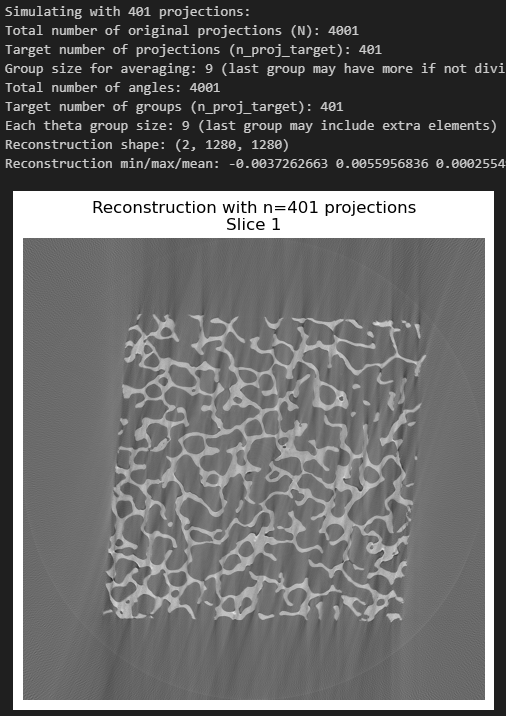 Simulating with 401 projections:
Total number of original projections (N): 4001
Target number of projections (n_proj_target): 401
Group size for averaging: 9 (last group may have more if not divi
Total number of angles: 4001
Target number of groups (n_proj_target): 401
Each theta group size: 9 (last group may include extra elements)
Reconstruction shape: (2, 1280, 1280)
Reconstruction min/max/mean: -0.0037262663 0.0055956836 0.0002554
Reconstruction with n=401 projections
Slice 1